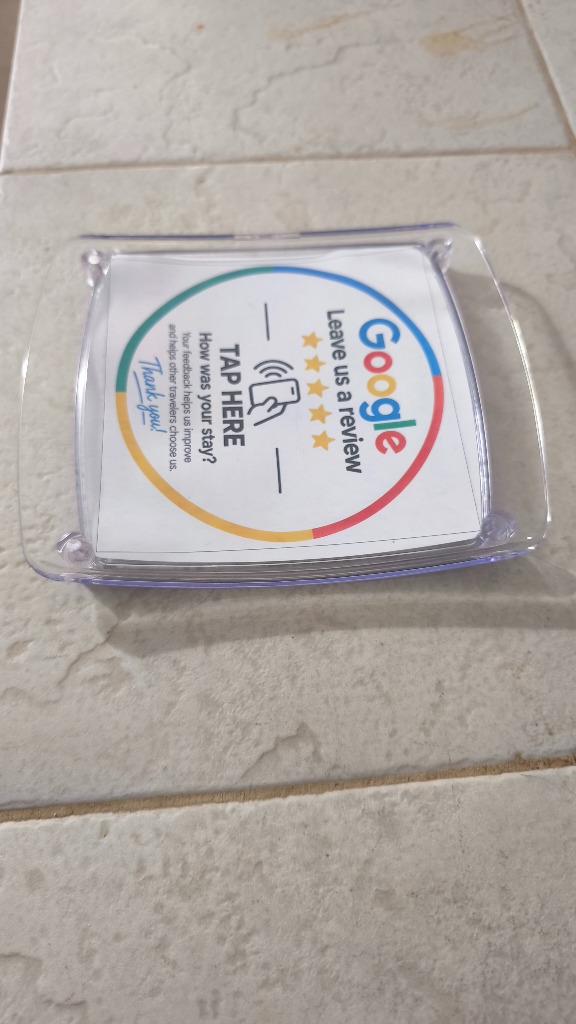 Google
Leave us a review
TAP HERE
How was your stay?
Your feedback helps us improve
and helps other travelers choose us.
Thank you!